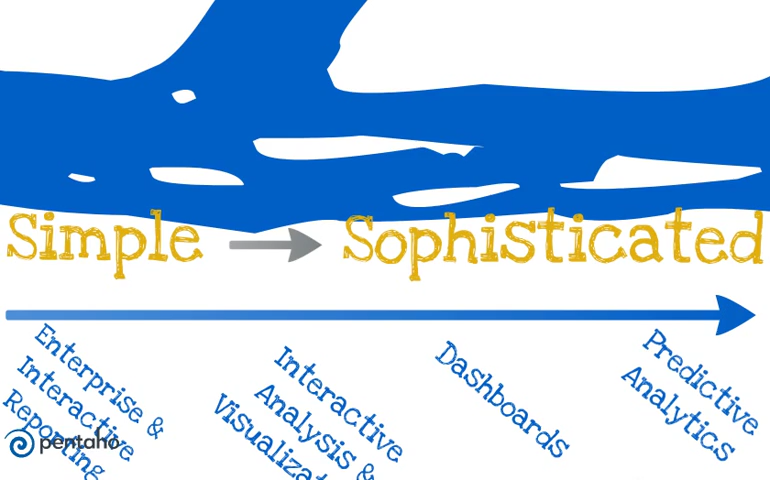 Simple
Sophisticated
Enterprise &
Interactive
Reporting
Interactive
Analysis &
Dashboards
Predictive
Analytics
pentaho